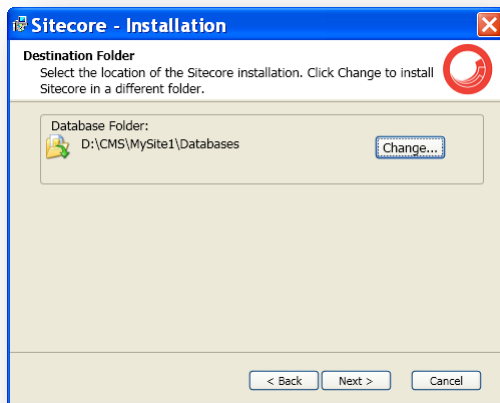 Sitecore - Installation
Destination Folder
Select the location of the Sitecore installation. Click Change to install
Sitecore in a different folder.
Database Folder:
D:\CMS\MySite1\Databases
Change...
< Back
Next >
Cancel